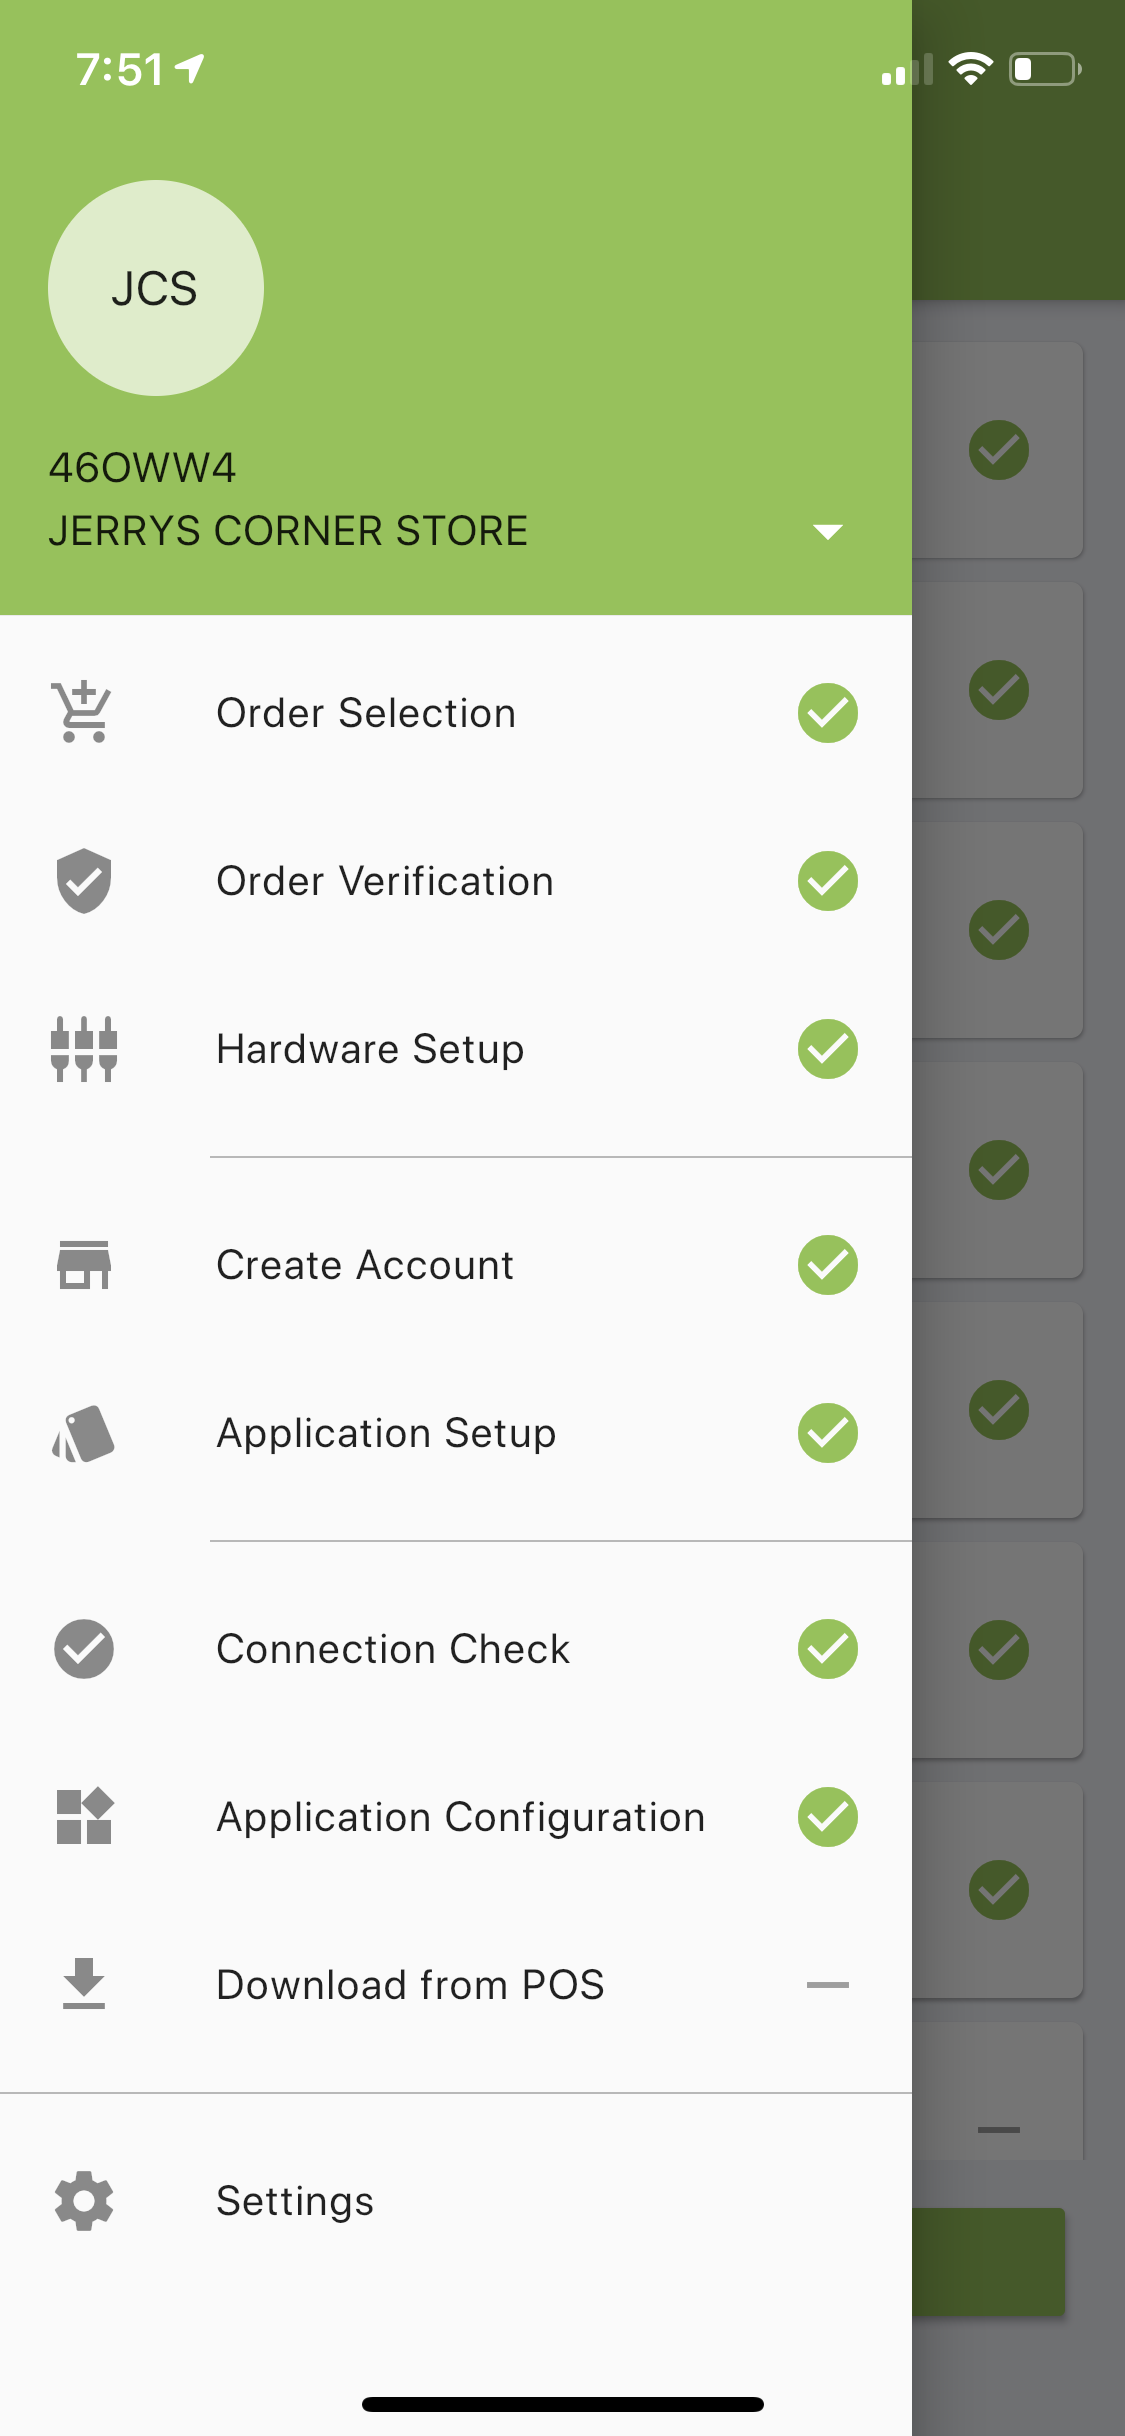 7:51
JCS
46OWW4
JERRYS CORNER STORE
Order Selection
Order Verification
Hardware Setup
Create Account
Application Setup
Connection Check
Application Configuration
Download from POS
Settings